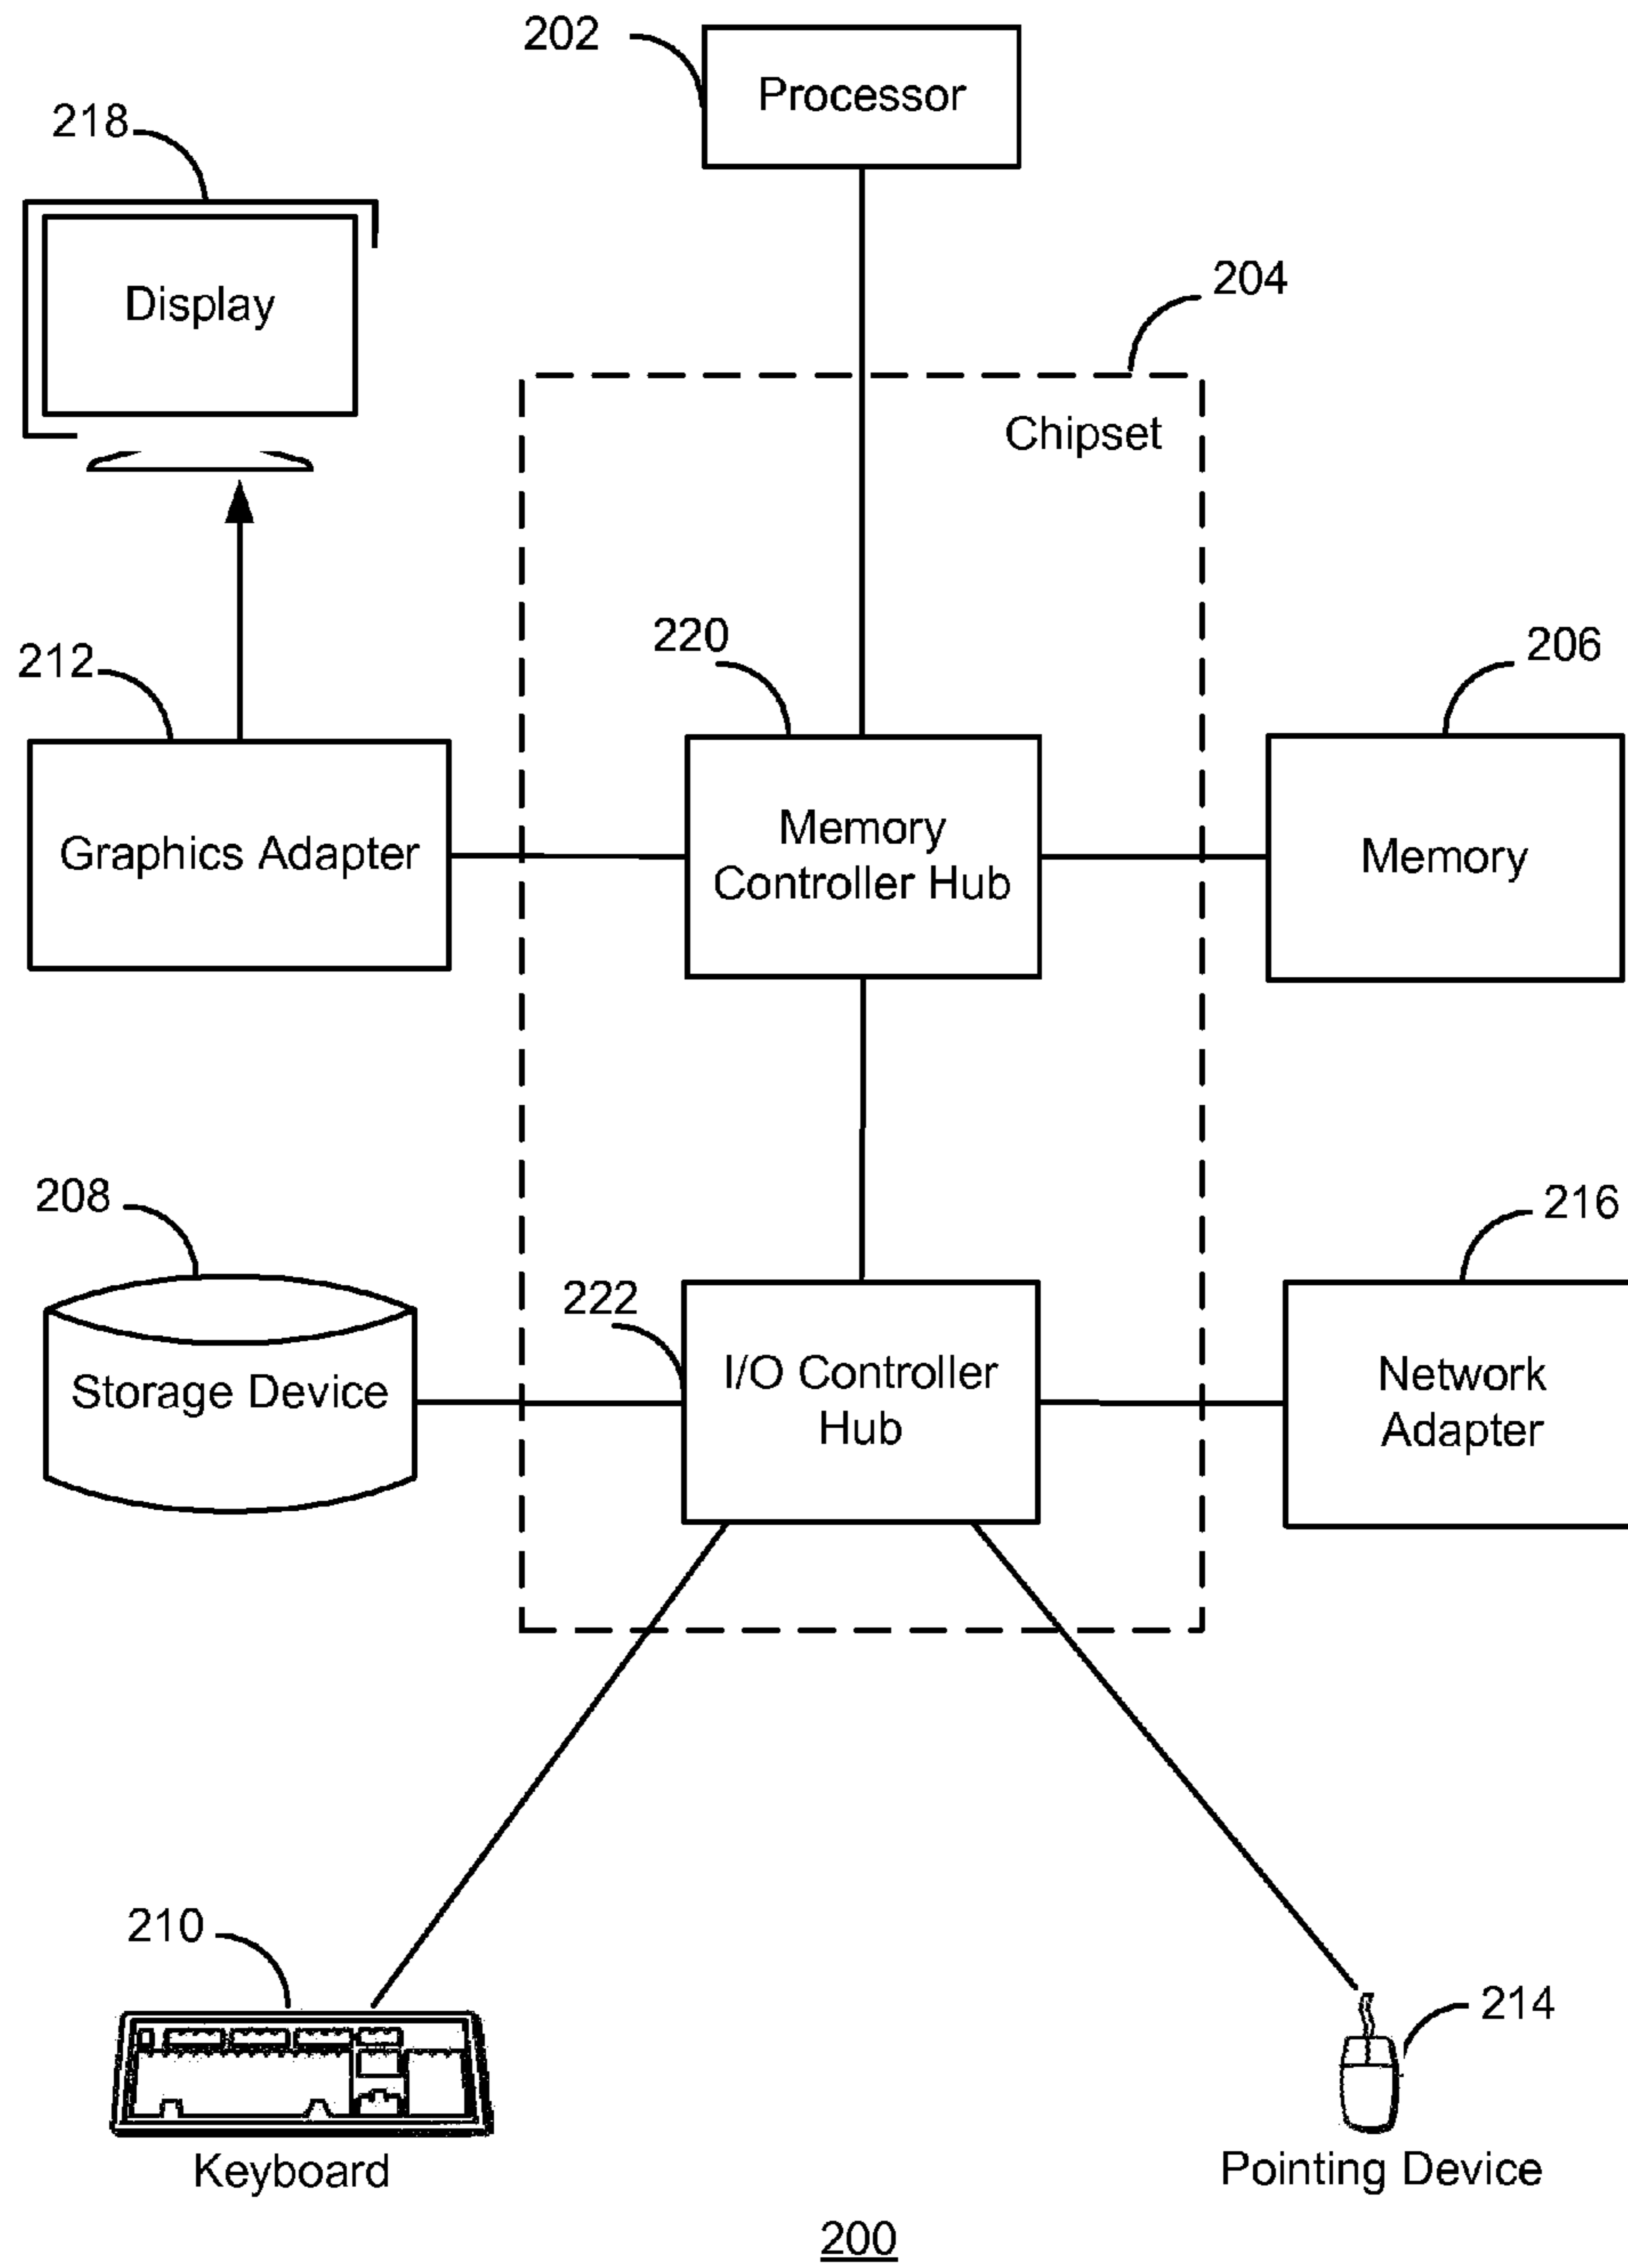 202
Processor
218
Display
204
Chipset
220
212
206
Graphics Adapter
Memory
Controller Hub
Memory
208
216
222
Storage Device
I/O Controller
Hub
Network
Adapter
210
214
Keyboard
Pointing Device
200